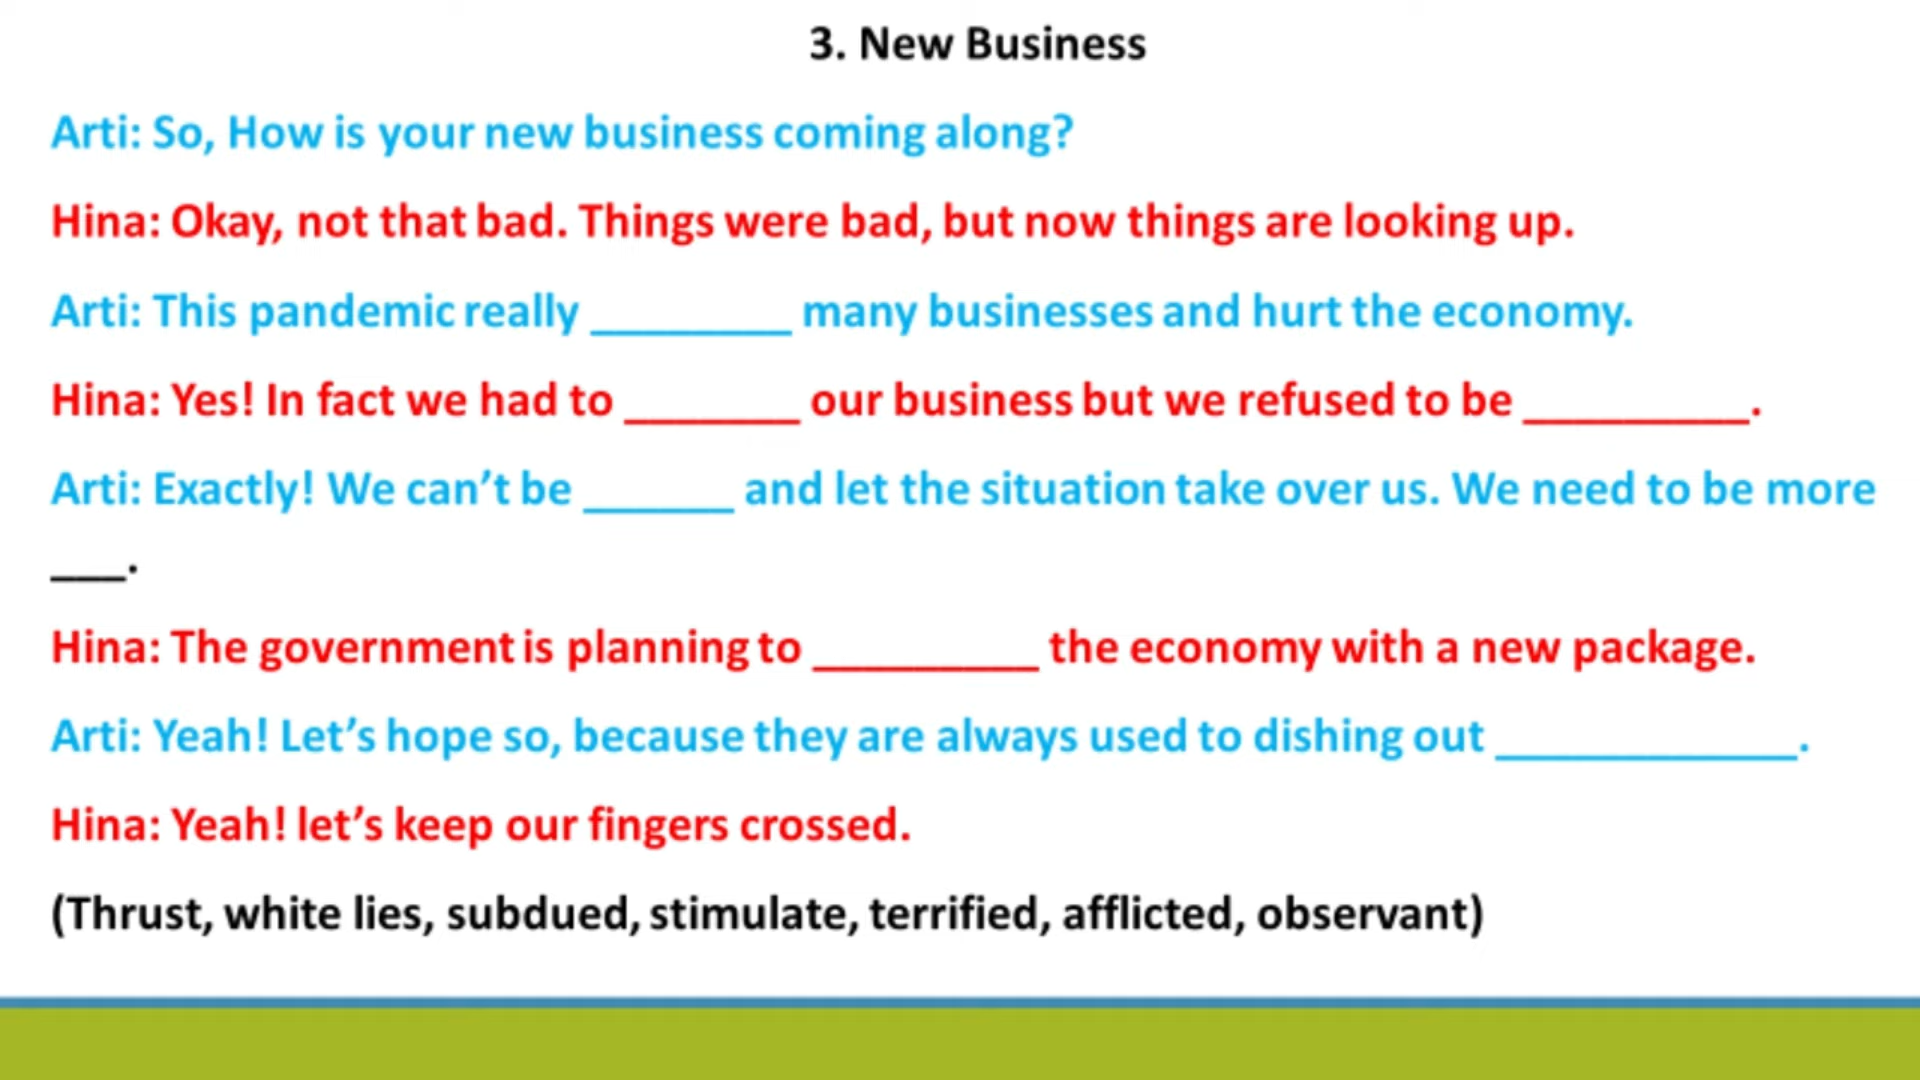 3. New Business
Arti: So, How is your new business coming along?
Hina: Okay, not that bad. Things were bad, but now things are looking up.
Arti: This pandemic really ________ many businesses and hurt the economy.
Hina: Yes! In fact we had to _______ our business but we refused to be _________.
Arti: Exactly! We can’t be ______ and let the situation take over us. We need to be more
___.
Hina: The government is planning to _________ the economy with a new package.
Arti: Yeah! Let’s hope so, because they are always used to dishing out ____________.
Hina: Yeah! let’s keep our fingers crossed.
(Thrust, white lies, subdued, stimulate, terrified, afflicted, observant)